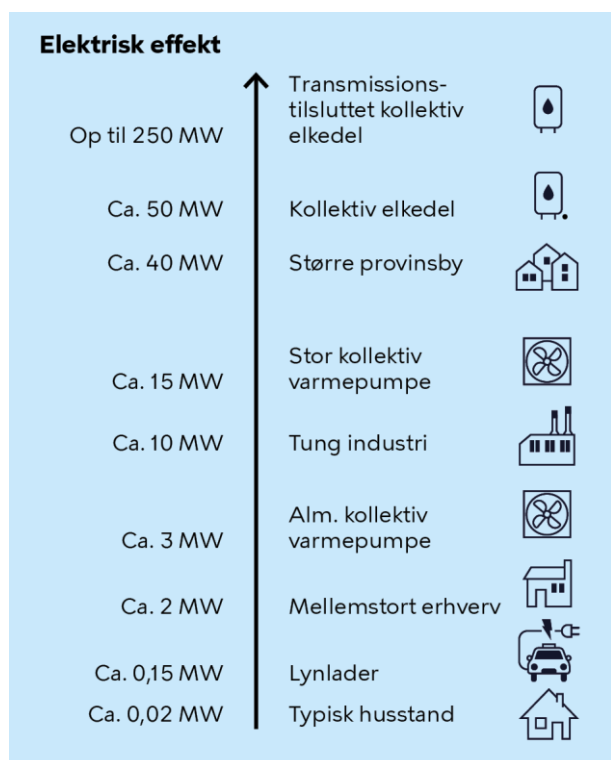 Elektrisk effekt
Transmissions-
tilsluttet kollektiv
Op til 250 MW elkedel
Ca. 50 MW Kollektiv elkedel
Ca. 40 MW Større provinsby
Stor kollektiv
Ca. 15 MW varmepumpe
Ca. 10 MW Tung industri
Alm. kollektiv
Ca. 3 MW varmepumpe
Ca. 2 MW Mellemstort erhverv
Ca. 0,15 MW Lynlader
Ca. 0,02 MW Typisk husstand